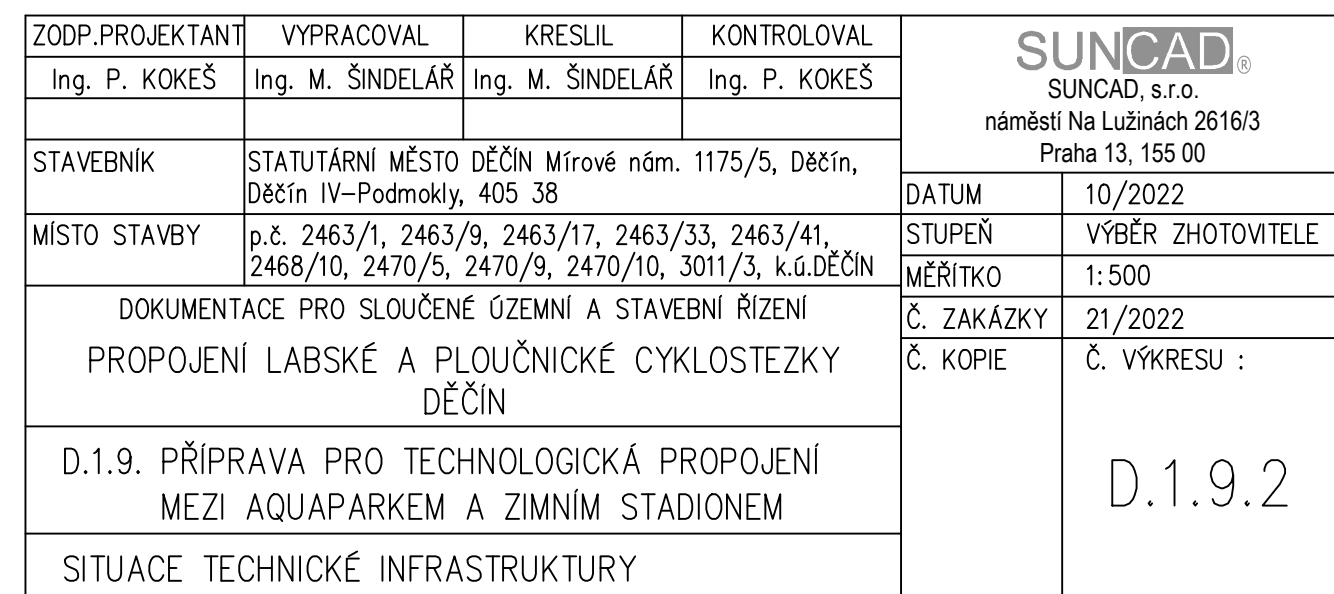 ZODP.PROJEKTANT VYPRACOVAL KRESLIL KONTROLOVAL
Ing. P. KOKEŠ Ing. M. ŠINDELÁŘ Ing. M. ŠINDELÁŘ Ing. P. KOKEŠ
STAVEBNÍK STATUTÁRNÍ MĚSTO DĚČÍN Mírové nám. 1175/5, Děčín,
Děčín IV-Podmokly, 405 38
MÍSTO STAVBY p.č. 2463/1, 2463/9, 2463/17, 2463/33, 2463/41,
2468/10, 2470/5, 2470/9, 2470/10, 3011/3, k.ú.DĚČÍN
DOKUMENTACE PRO SLOUČENÉ ÚZEMNÍ A STAVEBNÍ ŘÍZENÍ
PROPOJENÍ LABSKÉ A PLOUČNICKÉ CYKLOSTEZKY
DĚČÍN
D.1.9. PŘÍPRAVA PRO TECHNOLOGICKÁ PROPOJENÍ
MEZI AQUAPARKEM A ZIMNÍM STADIONEM
SITUACE TECHNICKÉ INFRASTRUKTURY
SUNCAD®
SUNCAD, s.r.o.
náměstí Na Lužinách 2616/3
Praha 13, 155 00
DATUM 10/2022
STUPEŇ VÝBĚR ZHOTOVITELE
MĚŘÍTKO 1:500
Č. ZAKÁZKY 21/2022
Č. KOPIE Č. VÝKRESU :
D.1.9.2